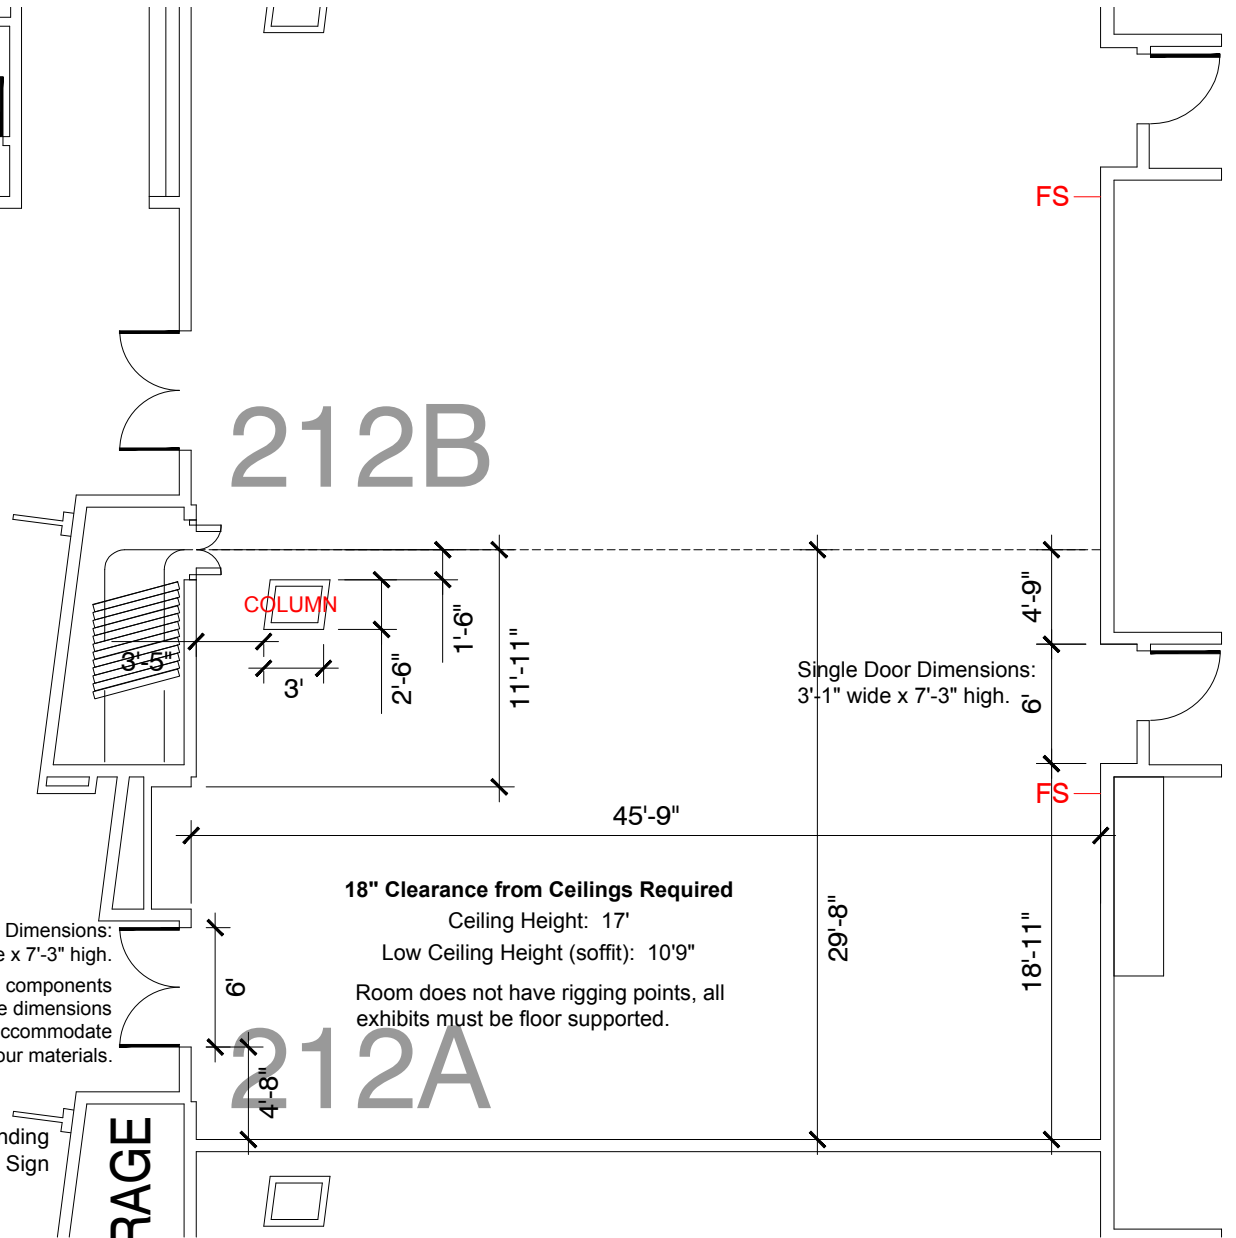 FS
212B
COLUMN
3'-5"
3'
2'-6"
1'-6"
11'-11"
4'-9"
Single Door Dimensions:
3'-1" wide x 7'-3" high.
6'
FS
45'-9"
18" Clearance from Ceilings Required
Ceiling Height: 17'
Low Ceiling Height (soffit): 10'9"
Room does not have rigging points, all
exhibits must be floor supported.
29'-8"
18'-11"
Dimensions:
x 7'-3" high.
components
dimensions
our materials.
6'
212A
4'-8"
Sign